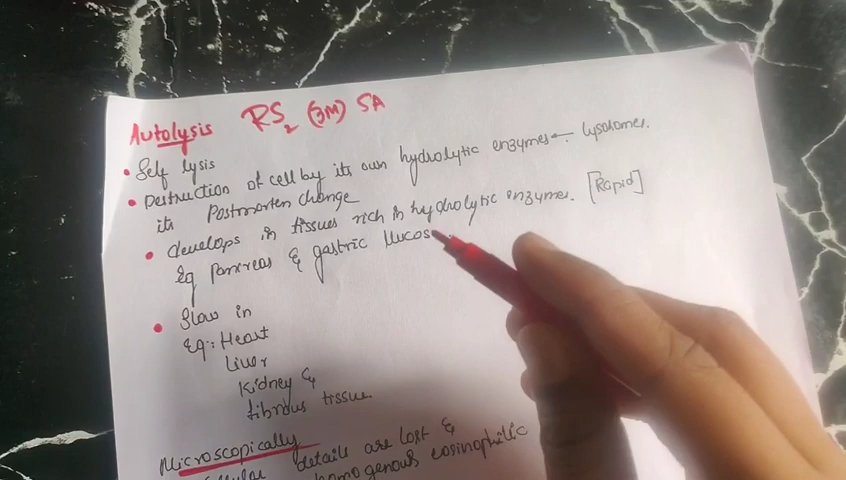 Autolysis RS2 (3M) SA
• Self lysis
• Destruction of cell by its own hydrolytic enzymes ← lysosomes.
its Postmorten change
• develops in tissues rich in hydrolytic enzymes. [Rapid]
Eg Pancreas & gastric Mucos
• Slow in
Eg:: Heart
Liver
Kidney &
fibrous tissue
Microscopically
details are lost &
homogenous eosinophilic